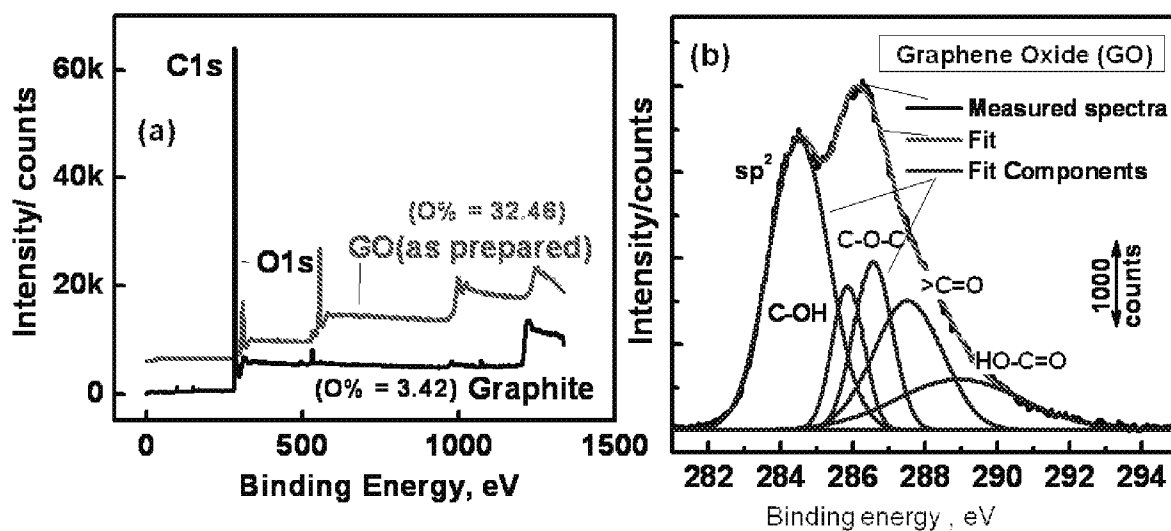 (a)
C1s
O1s
(O% = 32.46)
GO(as prepared)
(O% = 3.42) Graphite
Intensity/ counts
60k
40k
20k
0
0 500 1000 1500
Binding Energy, eV
(b)
Graphene Oxide (GO)
Measured spectra
Fit
Fit Components
sp²
C-OH
C-O-C
>C=O
HO-C=O
1000
counts
Intensity/counts
282 284 286 288 290 292 294
Binding energy , eV